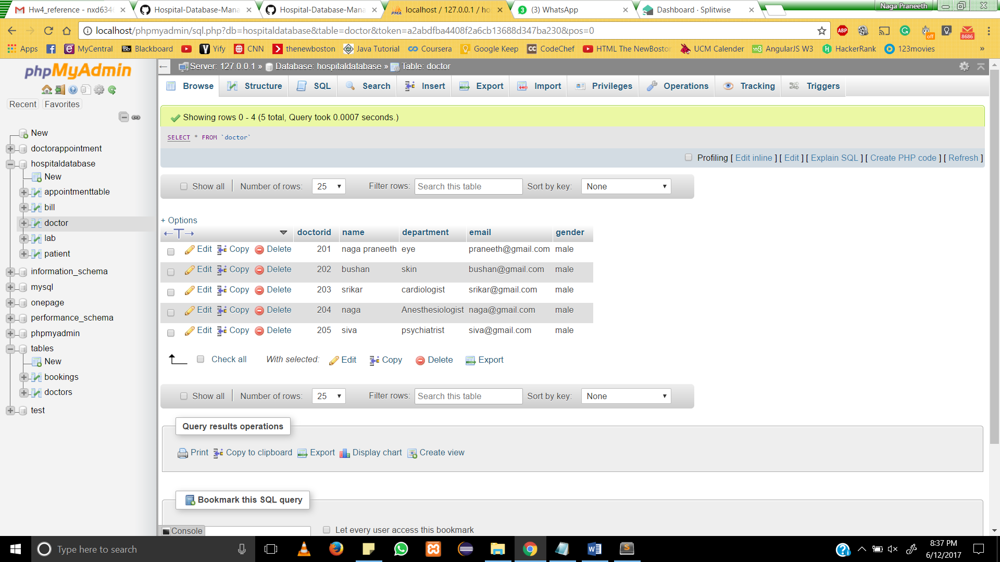 Hw4_reference - nxd6346
Hospital-Database-Mana
Hospital-Database-Mana
localhost / 127.0.0.1 / ho
(3) WhatsApp
Dashboard · Splitwise
Naga Praneeth
localhost/phpmyadmin/sql.php?db=hospitaldatabase&table=doctor&token=a2abdfba4408f2a6cb13688d347ba230&pos=0
ABP
off
8686
Apps
MyCentral
Bb Blackboard
Yify
CNN
thenewboston
Java Tutorial
Coursera
Google Keep
CC CodeChef
HTML The NewBosto
UCM Calender
AngularJS W3
HackerRank
123movies
»
phpMyAdmin
Recent
Favorites
New
doctorappointment
hospitaldatabase
New
appointmenttable
bill
doctor
lab
patient
information_schema
mysql
onepage
performance_schema
phpmyadmin
tables
New
bookings
doctors
test
Server: 127.0.0.1 » Database: hospitaldatabase » Table: doctor
Browse Structure SQL Search Insert Export Import Privileges Operations Tracking Triggers
Showing rows 0 - 4 (5 total, Query took 0.0007 seconds.)
SELECT * FROM `doctor`
Profiling [ Edit inline ] [ Edit ] [ Explain SQL ] [ Create PHP code ] [ Refresh ]
Show all Number of rows: 25 Filter rows: Search this table Sort by key: None
+ Options
doctorid name department email gender
Edit Copy Delete 201 naga praneeth eye praneeth@gmail.com male
Edit Copy Delete 202 bushan skin bushan@gmail.com male
Edit Copy Delete 203 srikar cardiologist srikar@gmail.com male
Edit Copy Delete 204 naga Anesthesiologist naga@gmail.com male
Edit Copy Delete 205 siva psychiatrist siva@gmail.com male
Check all With selected: Edit Copy Delete Export
Show all Number of rows: 25 Filter rows: Search this table Sort by key: None
Query results operations
Print Copy to clipboard Export Display chart Create view
Bookmark this SQL query
Console
Let every user access this bookmark
Type here to search
8:37 PM
6/12/2017